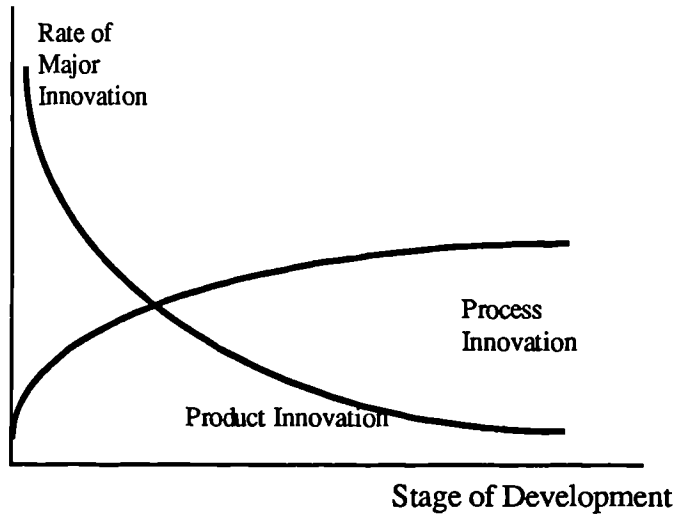 Rate of
Major
Innovation
Process
Innovation
Product Innovation
Stage of Development